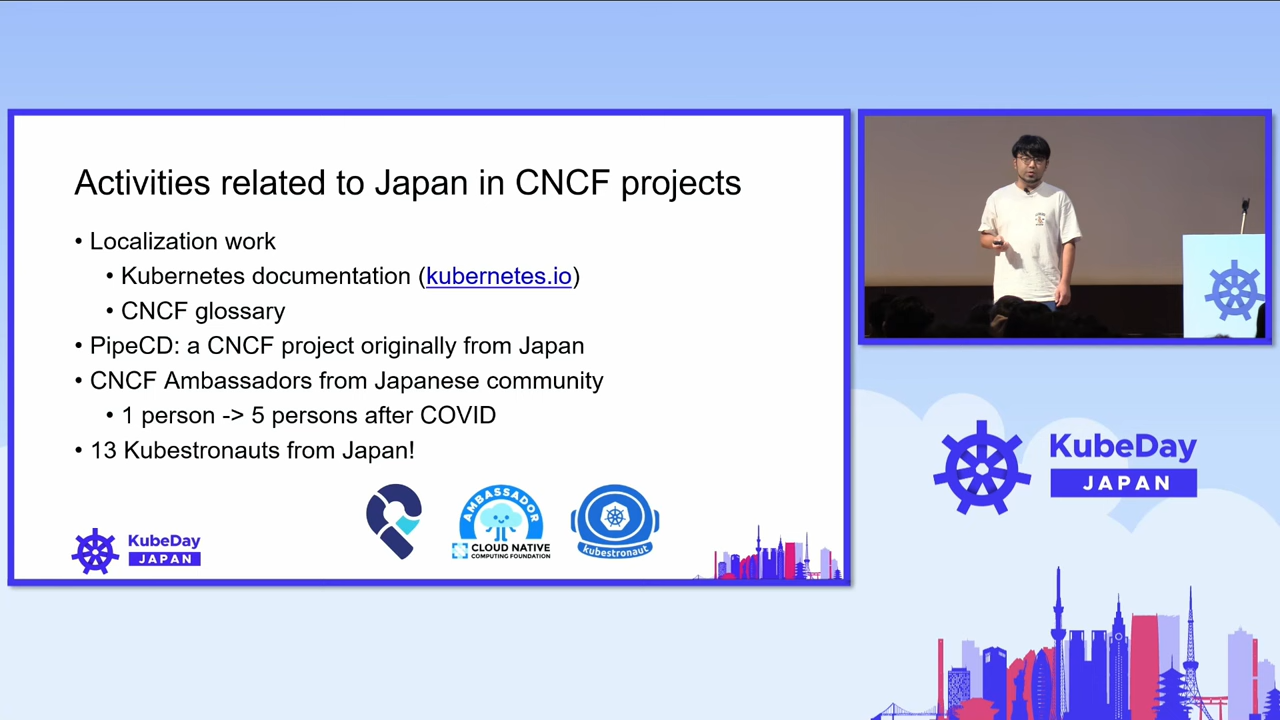 Activities related to Japan in CNCF projects
• Localization work
• Kubernetes documentation (kubernetes.io)
• CNCF glossary
• PipeCD: a CNCF project originally from Japan
• CNCF Ambassadors from Japanese community
• 1 person -> 5 persons after COVID
• 13 Kubestronauts from Japan!
AMBASSADOR
CLOUD NATIVE
COMPUTING FOUNDATION
kubestronaut
KubeDay
JAPAN
KubeDay
JAPAN